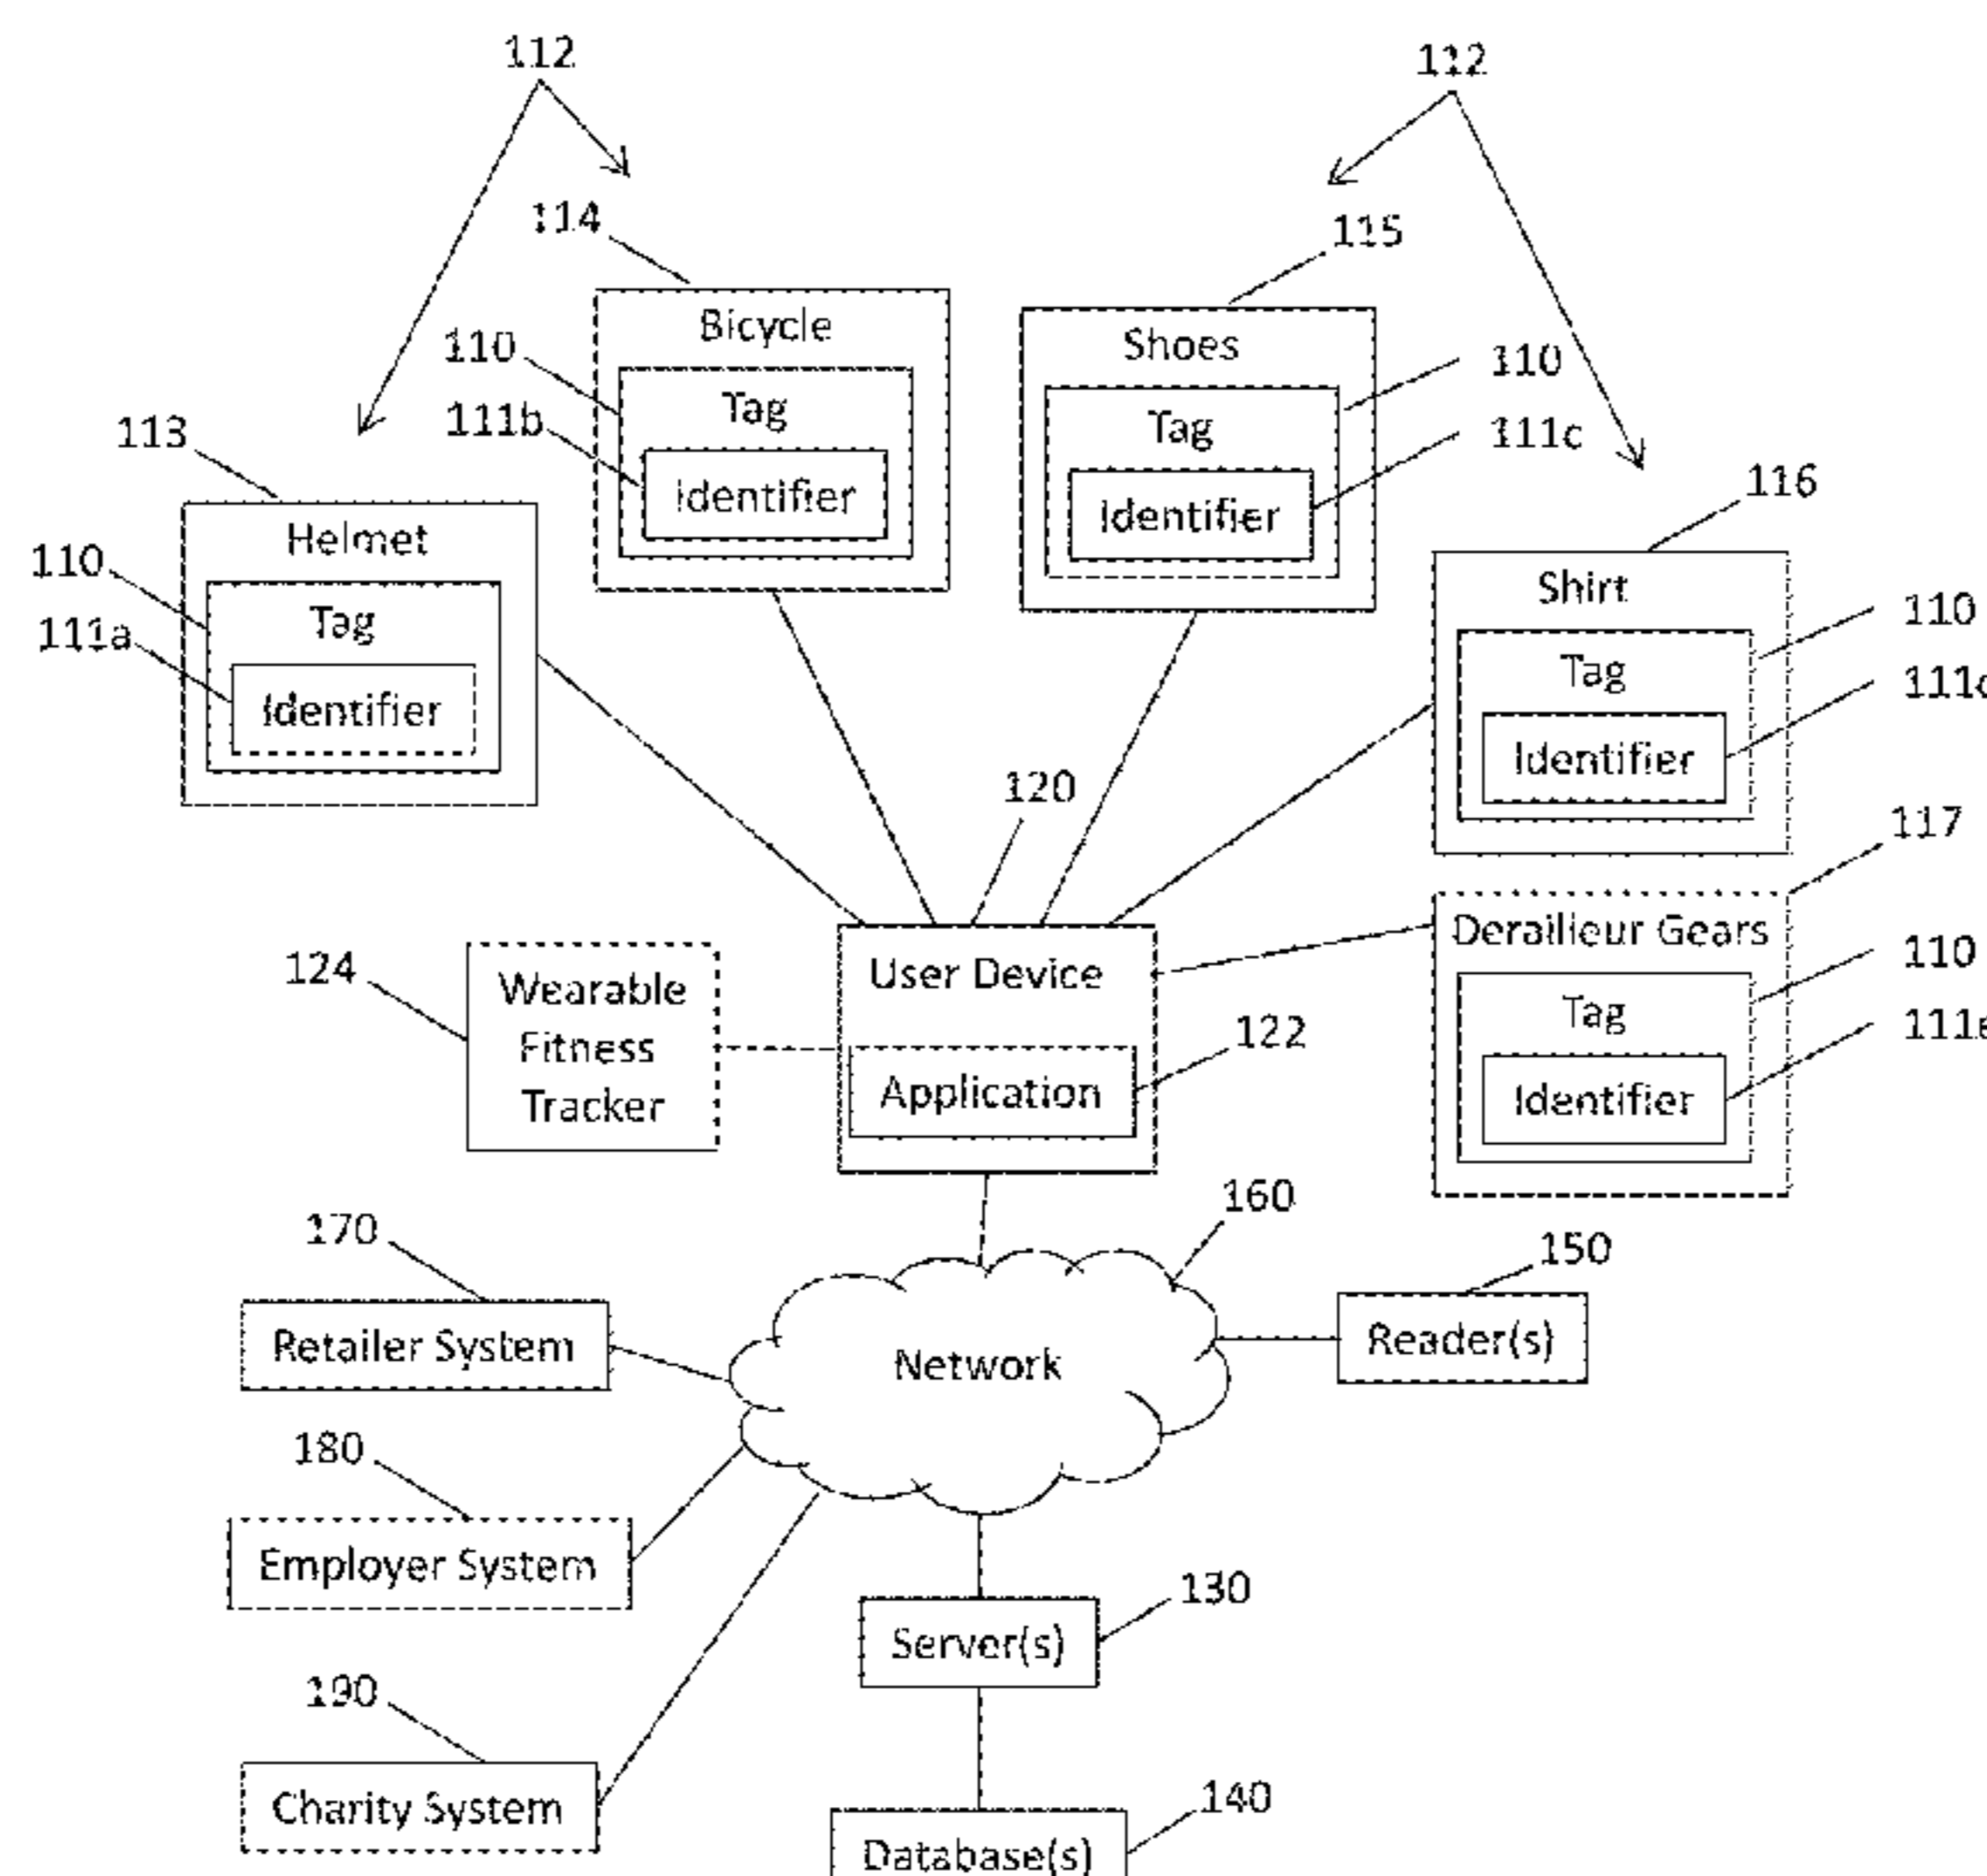 112
112
114
115
Bicycle
Shoes
110
110
Tag
Tag
113
111b
111c
Identifier
Identifier
116
Helmet
110
Shirt
Tag
110
111a
Tag
Identifier
Identifier
120
117
Derailleur Gears
110
124
User Device
Wearable
Fitness
Tracker
Tag
122
Application
Identifier
160
170
150
Retailer System
Network
Reader(s)
180
Employer System
130
Server(s)
190
140
Charity System
Database(s)